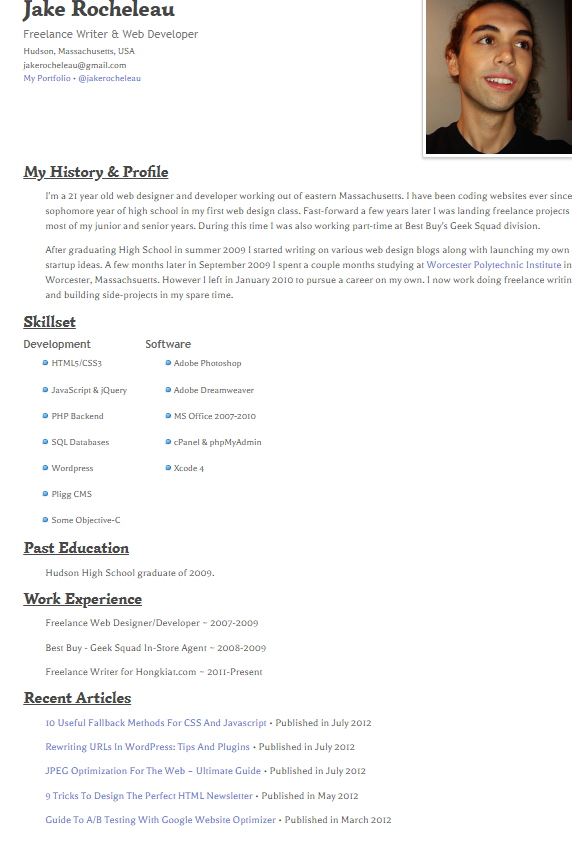 Jake Rocheleau
Freelance Writer & Web Developer
Hudson, Massachusetts, USA
jakerocheleau@gmail.com
My Portfolio • @jakerocheleau
My History & Profile
I'm a 21 year old web designer and developer working out of eastern Massachusetts. I have been coding websites ever since
sophomore year of high school in my first web design class. Fast-forward a few years later I was landing freelance projects
most of my junior and senior years. During this time I was also working part-time at Best Buy's Geek Squad division.
After graduating High School in summer 2009 I started writing on various web design blogs along with launching my own
startup ideas. A few months later in September 2009 I spent a couple months studying at Worcester Polytechnic Institute in
Worcester, Massachusetts. However I left in January 2010 to pursue a career on my own. I now work doing freelance writin
and building side-projects in my spare time.
Skillset
Development Software
HTML5/CSS3 Adobe Photoshop
JavaScript & jQuery Adobe Dreamweaver
PHP Backend MS Office 2007-2010
SQL Databases cPanel & phpMyAdmin
Wordpress Xcode 4
Pligg CMS
Some Objective-C
Past Education
Hudson High School graduate of 2009.
Work Experience
Freelance Web Designer/Developer ~ 2007-2009
Best Buy - Geek Squad In-Store Agent ~ 2008-2009
Freelance Writer for Hongkiat.com ~ 2011-Present
Recent Articles
10 Useful Fallback Methods For CSS And Javascript • Published in July 2012
Rewriting URLs In WordPress: Tips And Plugins • Published in July 2012
JPEG Optimization For The Web – Ultimate Guide • Published in July 2012
9 Tricks To Design The Perfect HTML Newsletter • Published in May 2012
Guide To A/B Testing With Google Website Optimizer • Published in March 2012